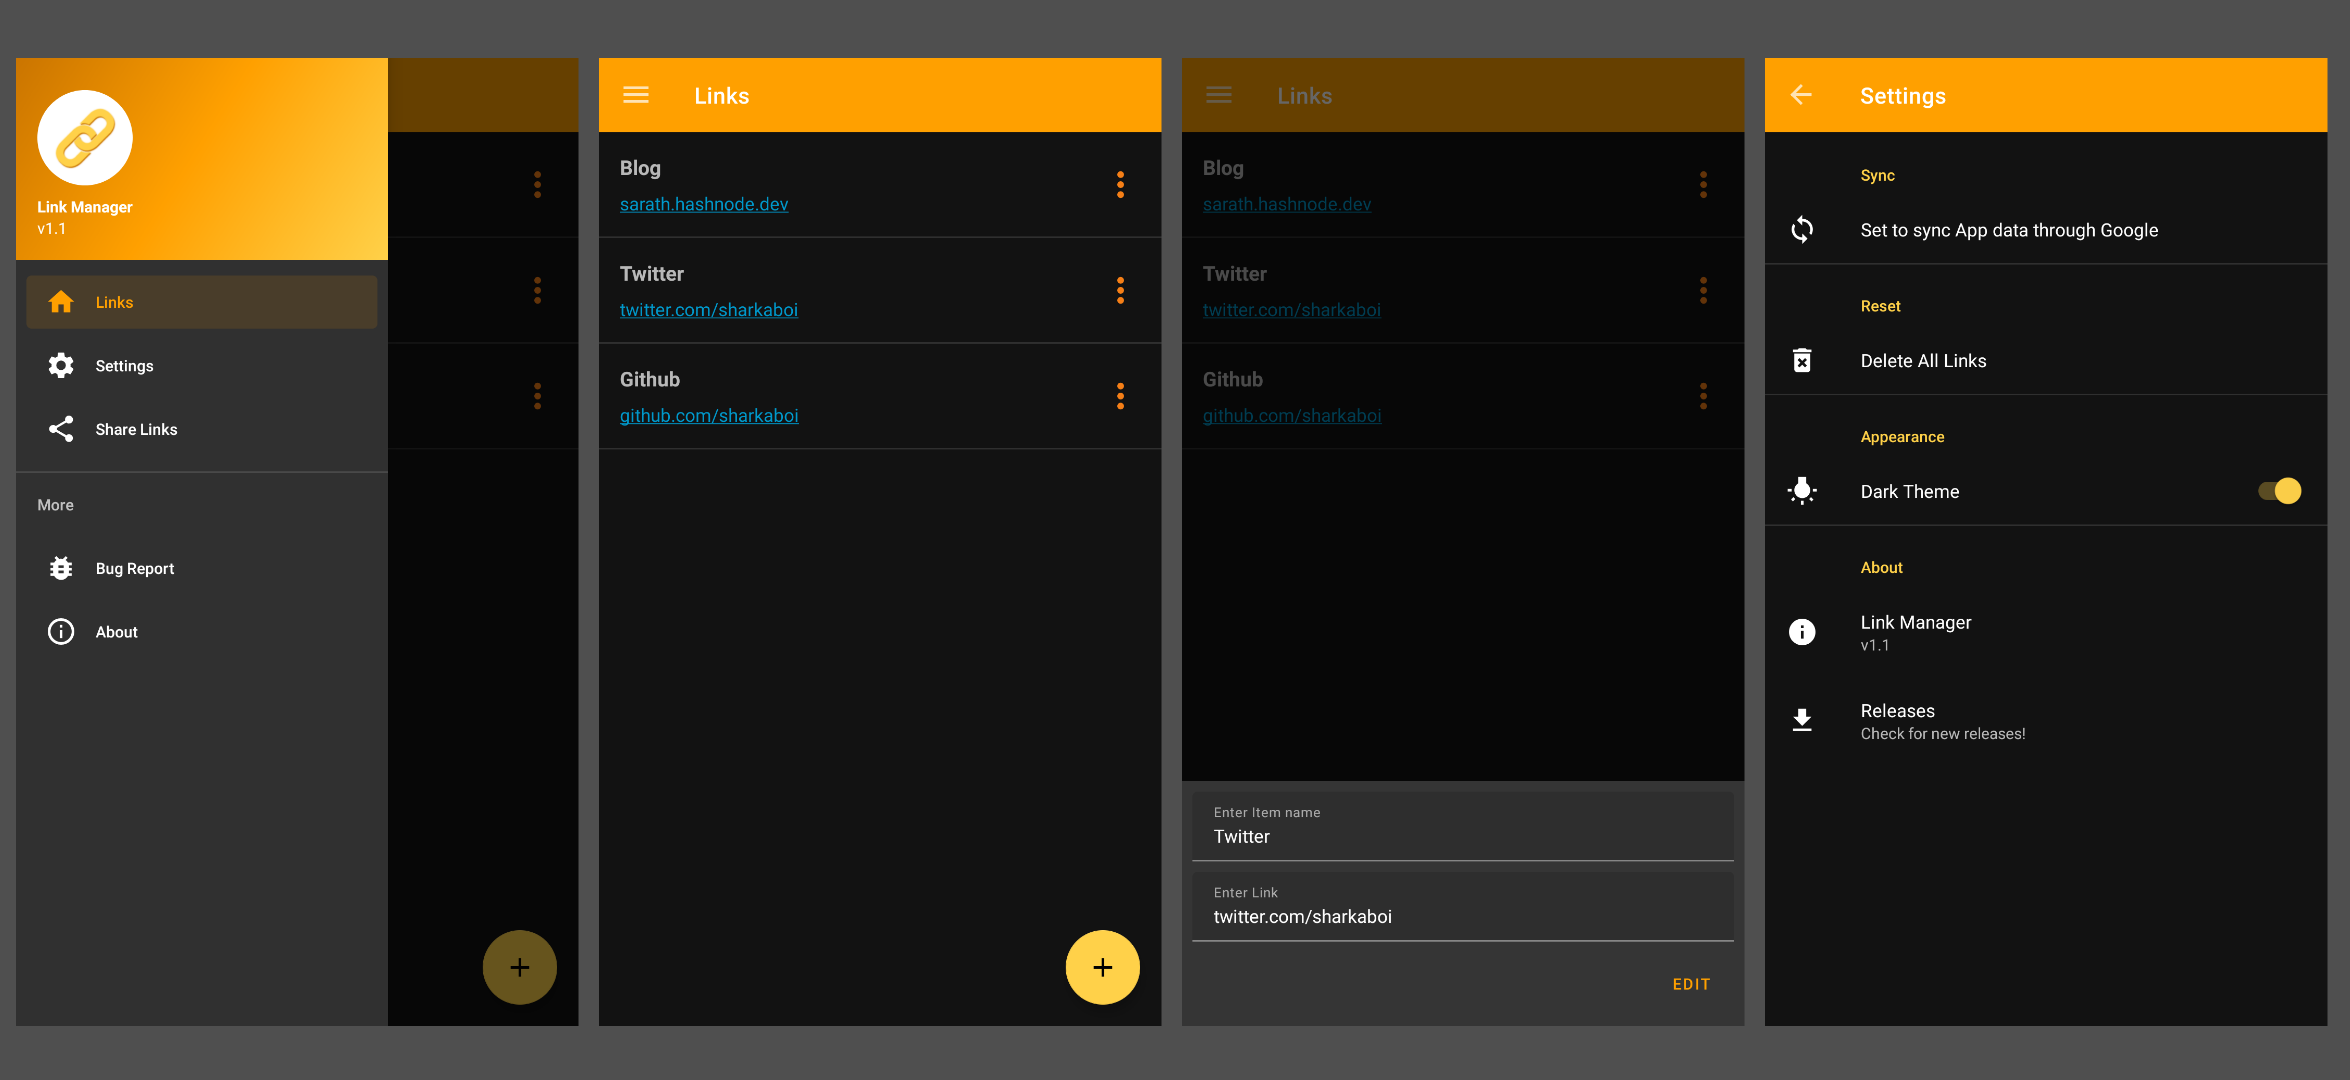 Link Manager
v1.1
Links
Settings
Share Links
More
Bug Report
About
Links
Blog
sarath.hashnode.dev
Twitter
twitter.com/sharkaboi
Github
github.com/sharkaboi
Links
Blog
sarath.hashnode.dev
Twitter
twitter.com/sharkaboi
Github
github.com/sharkaboi
Enter Item name
Twitter
Enter Link
twitter.com/sharkaboi
EDIT
Settings
Sync
Set to sync App data through Google
Reset
Delete All Links
Appearance
Dark Theme
About
Link Manager
v1.1
Releases
Check for new releases!